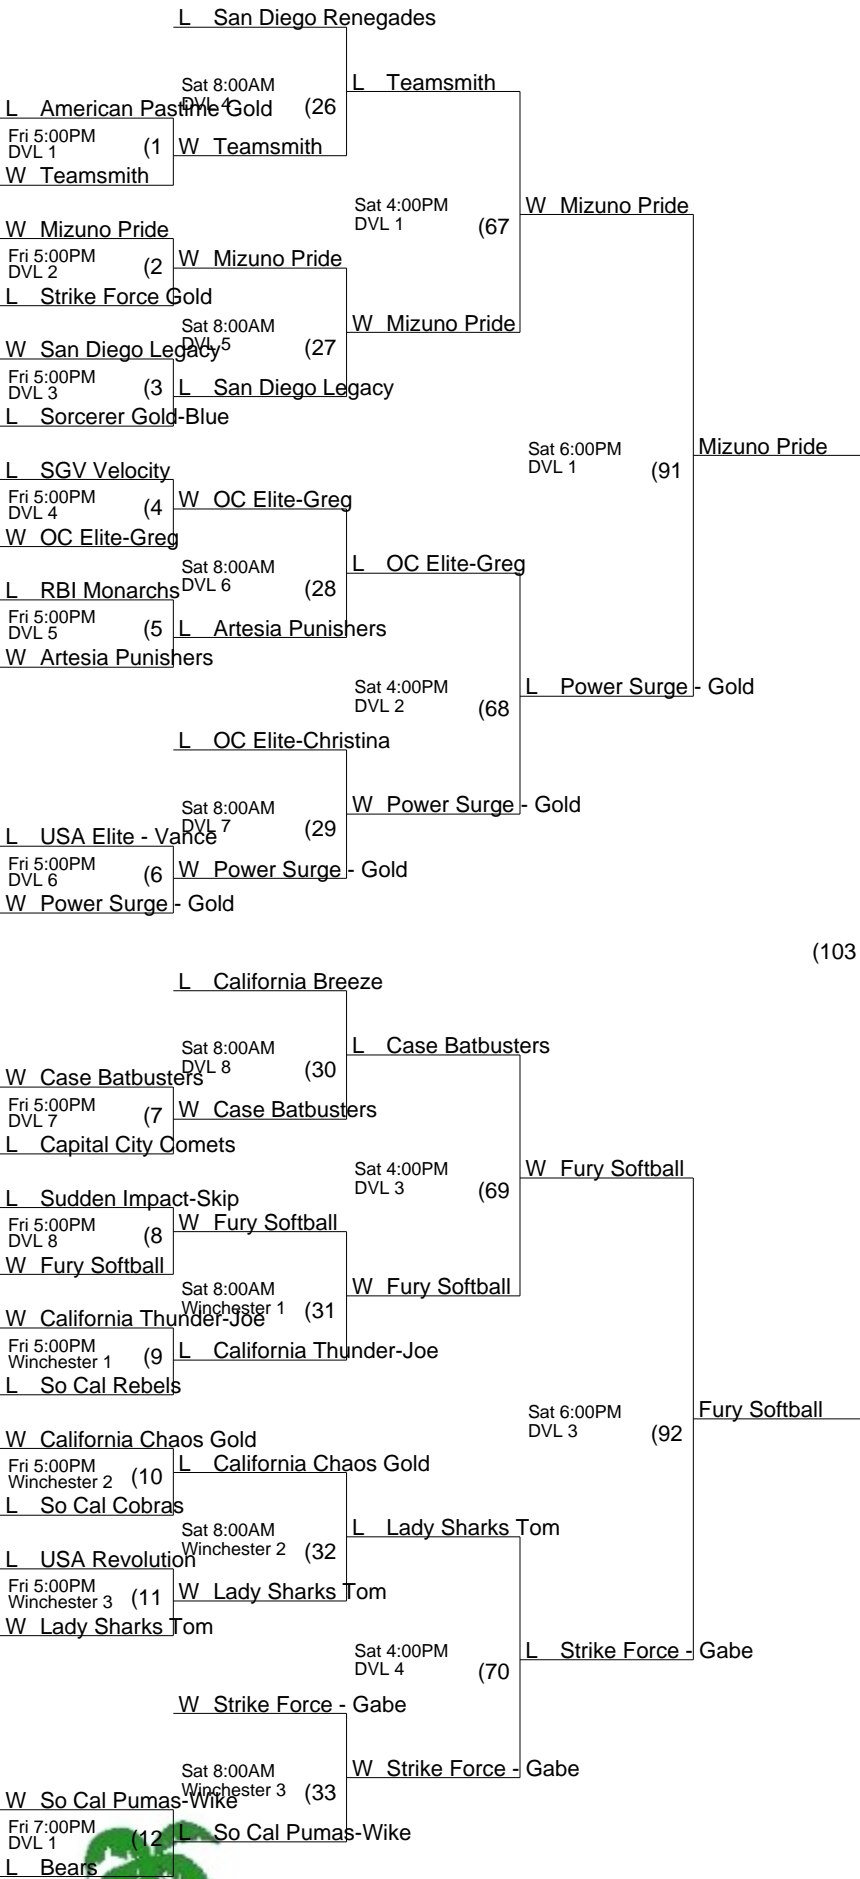 L San Diego Renegades
Sat 8:00AM
DVL 4 (26
L Teamsmith
L American Pastime Gold
Fri 5:00PM
DVL 1 (1
W Teamsmith
W Teamsmith
Sat 4:00PM
DVL 1 (67
W Mizuno Pride
W Mizuno Pride
Fri 5:00PM
DVL 2 (2
W Mizuno Pride
L Strike Force Gold
Sat 8:00AM
DVL 5 (27
W Mizuno Pride
W San Diego Legacy
Fri 5:00PM
DVL 3 (3
L San Diego Legacy
L Sorcerer Gold-Blue
Sat 6:00PM
DVL 1 (91
Mizuno Pride
L SGV Velocity
Fri 5:00PM
DVL 4 (4
W OC Elite-Greg
W OC Elite-Greg
Sat 8:00AM
DVL 6 (28
L OC Elite-Greg
L RBI Monarchs
Fri 5:00PM
DVL 5 (5
L Artesia Punishers
W Artesia Punishers
Sat 4:00PM
DVL 2 (68
L Power Surge - Gold
L OC Elite-Christina
Sat 8:00AM
DVL 7 (29
W Power Surge - Gold
L USA Elite - Vance
Fri 5:00PM
DVL 6 (6
W Power Surge - Gold
W Power Surge - Gold
(103
L California Breeze
Sat 8:00AM
DVL 8 (30
L Case Batbusters
W Case Batbusters
Fri 5:00PM
DVL 7 (7
W Case Batbusters
L Capital City Comets
Sat 4:00PM
DVL 3 (69
W Fury Softball
L Sudden Impact-Skip
Fri 5:00PM
DVL 8 (8
W Fury Softball
W Fury Softball
Sat 8:00AM
Winchester 1 (31
W Fury Softball
W California Thunder-Joe
Fri 5:00PM
Winchester 1 (9
L California Thunder-Joe
L So Cal Rebels
Sat 6:00PM
DVL 3 (92
Fury Softball
W California Chaos Gold
Fri 5:00PM
Winchester 2 (10
L California Chaos Gold
L So Cal Cobras
Sat 8:00AM
Winchester 2 (32
L Lady Sharks Tom
L USA Revolution
Fri 5:00PM
Winchester 3 (11
W Lady Sharks Tom
W Lady Sharks Tom
Sat 4:00PM
DVL 4 (70
L Strike Force - Gabe
W Strike Force - Gabe
Sat 8:00AM
Winchester 3 (33
W Strike Force - Gabe
W So Cal Pumas-Wike
Fri 7:00PM
DVL 1 (12
L So Cal Pumas-Wike
L Bears